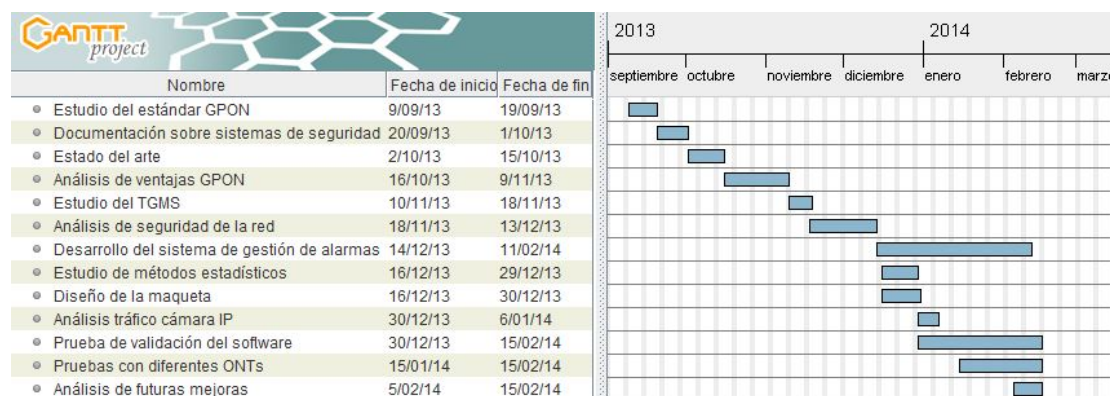 GANTT
project
2013 2014
septiembre octubre noviembre diciembre enero febrero marzo
Nombre Fecha de inicio Fecha de fin
Estudio del estándar GPON 9/09/13 19/09/13
Documentación sobre sistemas de seguridad 20/09/13 1/10/13
Estado del arte 2/10/13 15/10/13
Análisis de ventajas GPON 16/10/13 9/11/13
Estudio del TGMS 10/11/13 18/11/13
Análisis de seguridad de la red 18/11/13 13/12/13
Desarrollo del sistema de gestión de alarmas 14/12/13 11/02/14
Estudio de métodos estadísticos 16/12/13 29/12/13
Diseño de la maqueta 16/12/13 30/12/13
Análisis tráfico cámara IP 30/12/13 6/01/14
Prueba de validación del software 30/12/13 15/02/14
Pruebas con diferentes ONTs 15/01/14 15/02/14
Análisis de futuras mejoras 5/02/14 15/02/14